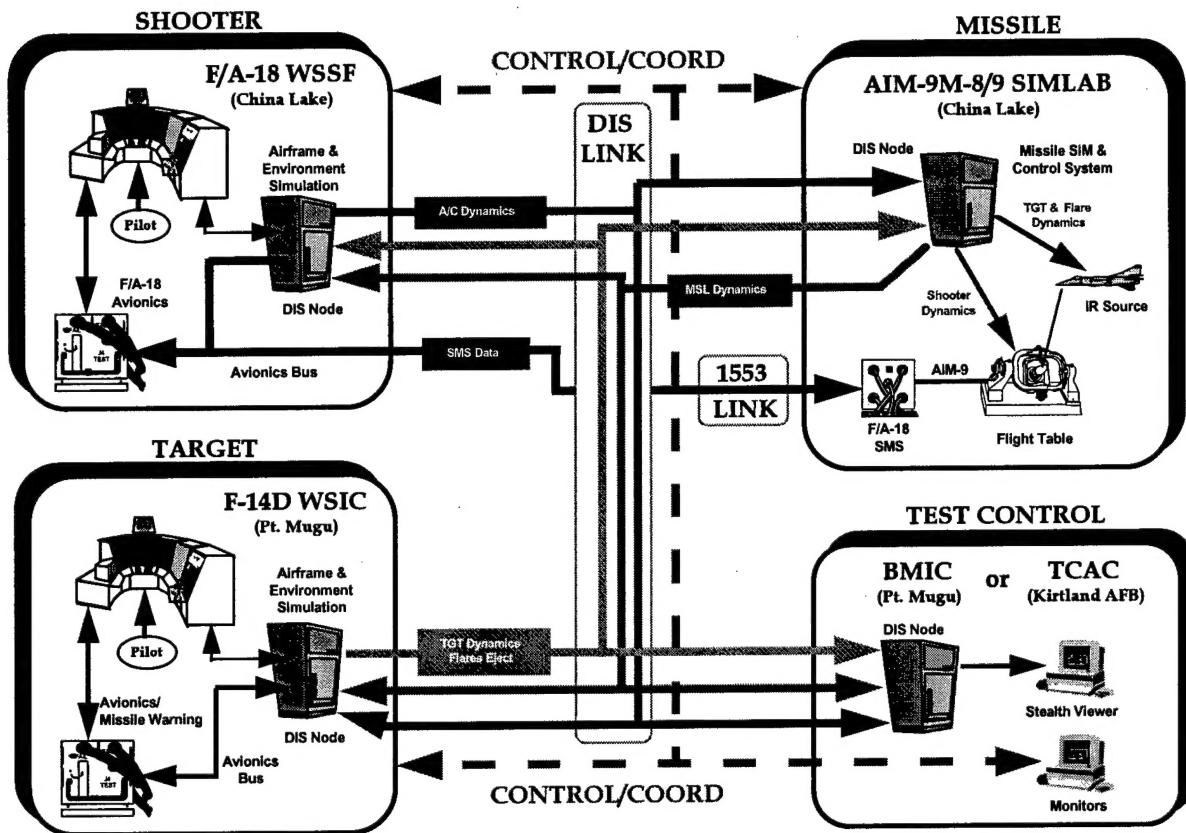 SHOOTER
F/A-18 WSSF
(China Lake)
Airframe &
Environment
Simulation
Pilot
F/A-18
Avionics
DIS Node
J4
TEST
Avionics Bus
CONTROL/COORD
DIS
LINK
A/C Dynamics
MSL Dynamics
SMS Data
1553
LINK
MISSILE
AIM-9M-8/9 SIMLAB
(China Lake)
DIS Node
Missile SIM &
Control System
TGT & Flare
Dynamics
Shooter
Dynamics
IR Source
AIM-9
F/A-18
SMS
Flight Table
TARGET
F-14D WSIC
(Pt. Mugu)
Airframe &
Environment
Simulation
Pilot
Avionics/
Missile Warning
DIS Node
J4
TEST
Avionics
Bus
TGT Dynamics
Flares Eject
CONTROL/COORD
TEST CONTROL
BMIC or TCAC
(Pt. Mugu) (Kirtland AFB)
DIS Node
Stealth Viewer
Monitors